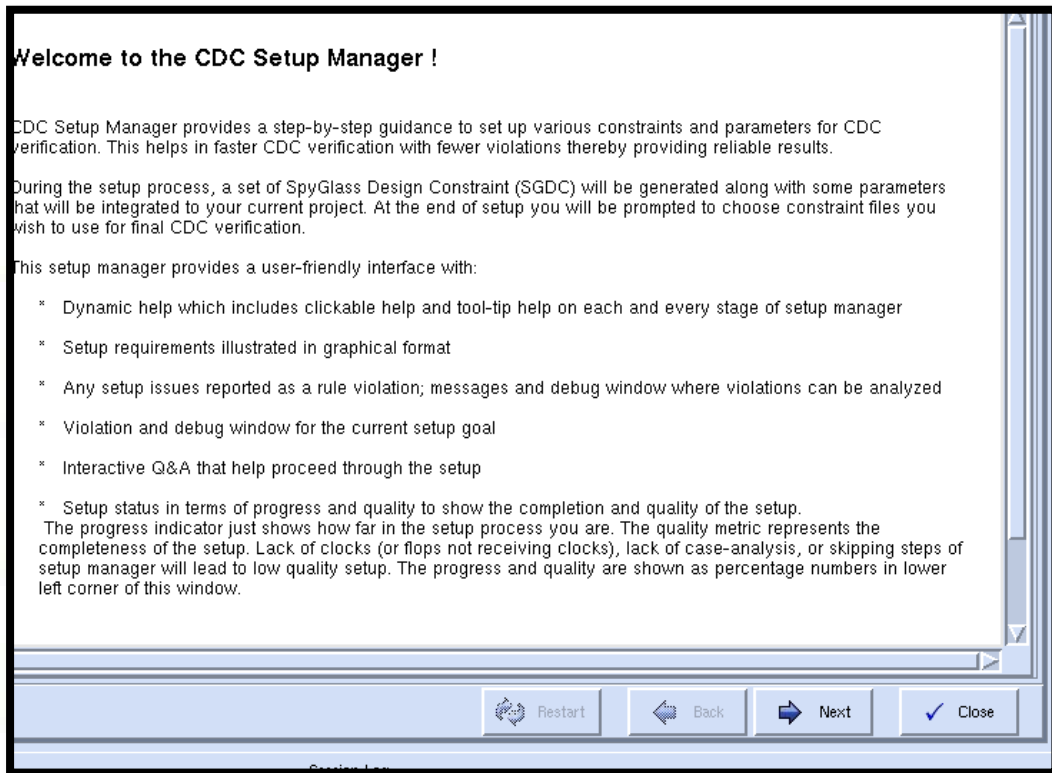 Welcome to the CDC Setup Manager !
CDC Setup Manager provides a step-by-step guidance to set up various constraints and parameters for CDC
verification. This helps in faster CDC verification with fewer violations thereby providing reliable results.
During the setup process, a set of SpyGlass Design Constraint (SGDC) will be generated along with some parameters
that will be integrated to your current project. At the end of setup you will be prompted to choose constraint files you
wish to use for final CDC verification.
This setup manager provides a user-friendly interface with:
* Dynamic help which includes clickable help and tool-tip help on each and every stage of setup manager
* Setup requirements illustrated in graphical format
* Any setup issues reported as a rule violation; messages and debug window where violations can be analyzed
* Violation and debug window for the current setup goal
* Interactive Q&A that help proceed through the setup
* Setup status in terms of progress and quality to show the completion and quality of the setup.
The progress indicator just shows how far in the setup process you are. The quality metric represents the
completeness of the setup. Lack of clocks (or flops not receiving clocks), lack of case-analysis, or skipping steps of
setup manager will lead to low quality setup. The progress and quality are shown as percentage numbers in lower
left corner of this window.
Restart Back Next Close
Session Log